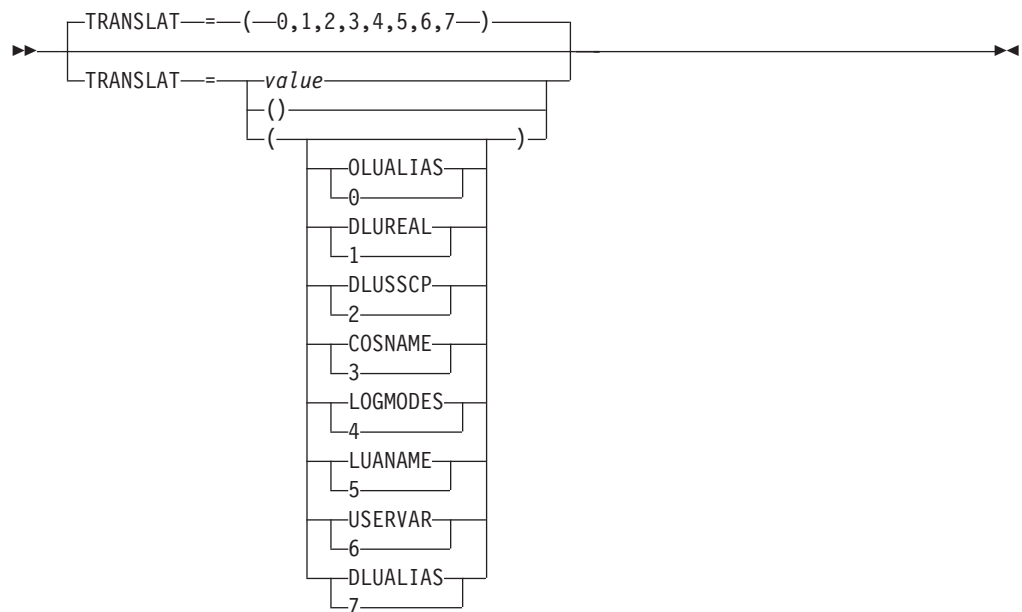 TRANSLAT = ( 0,1,2,3,4,5,6,7 )
TRANSLAT = value
()
( )
OLUALIAS
0
DLUREAL
1
DLUSSCP
2
COSNAME
3
LOGMODES
4
LUANAME
5
USERVAR
6
DLUALIAS
7